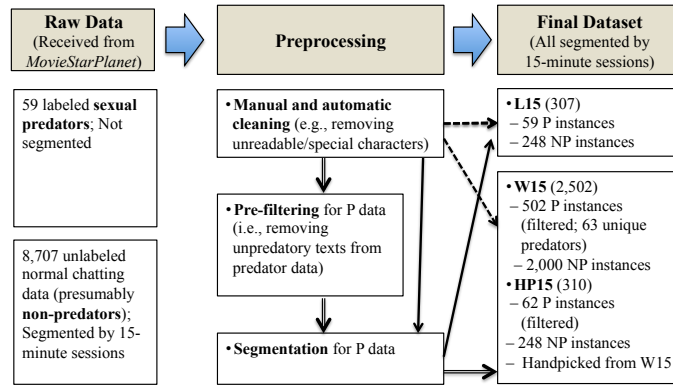 Raw Data
(Received from
MovieStarPlanet)
Preprocessing
Final Dataset
(All segmented by
15-minute sessions)
59 labeled sexual
predators; Not
segmented
8,707 unlabeled
normal chatting
data (presumably
non-predators);
Segmented by 15-
minute sessions
• Manual and automatic
cleaning (e.g., removing
unreadable/special characters)
• Pre-filtering for P data
(i.e., removing
unpredatory texts from
predator data)
• Segmentation for P data
• L15 (307)
– 59 P instances
– 248 NP instances
• W15 (2,502)
– 502 P instances
(filtered; 63 unique
predators)
– 2,000 NP instances
• HP15 (310)
– 62 P instances
(filtered)
– 248 NP instances
– Handpicked from W15